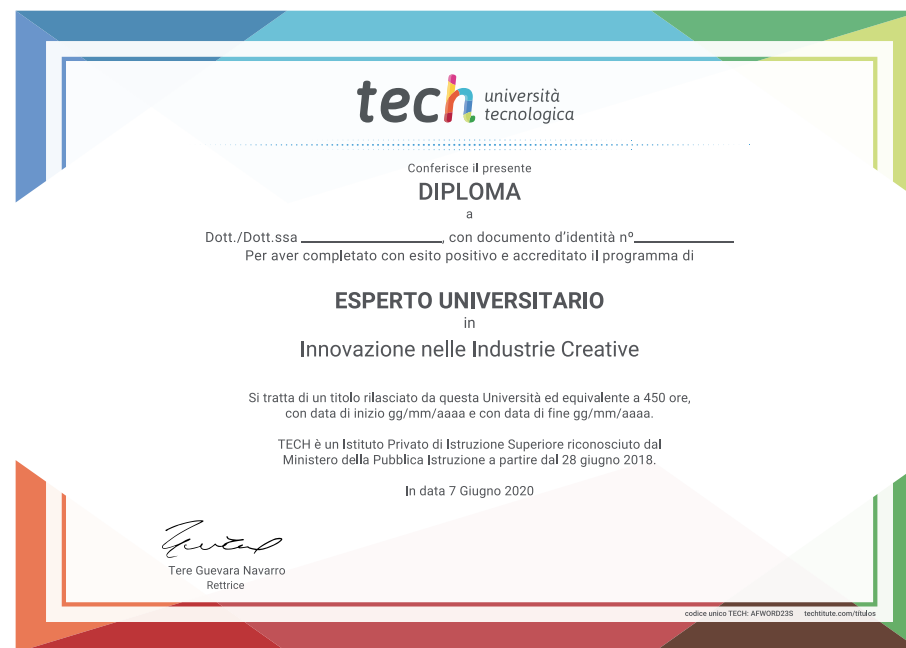 tech università
tecnologica
Conferisce il presente
DIPLOMA
a
Dott./Dott.ssa ____________________, con documento d'identità nº______________
Per aver completato con esito positivo e accreditato il programma di
ESPERTO UNIVERSITARIO
in
Innovazione nelle Industrie Creative
Si tratta di un titolo rilasciato da questa Università ed equivalente a 450 ore,
con data di inizio gg/mm/aaaa e con data di fine gg/mm/aaaa.
TECH è un Istituto Privato di Istruzione Superiore riconosciuto dal
Ministero della Pubblica Istruzione a partire dal 28 giugno 2018.
In data 7 Giugno 2020
Tere Guevara Navarro
Rettrice
codice unico TECH: AFWORD23S techtitute.com/titulos